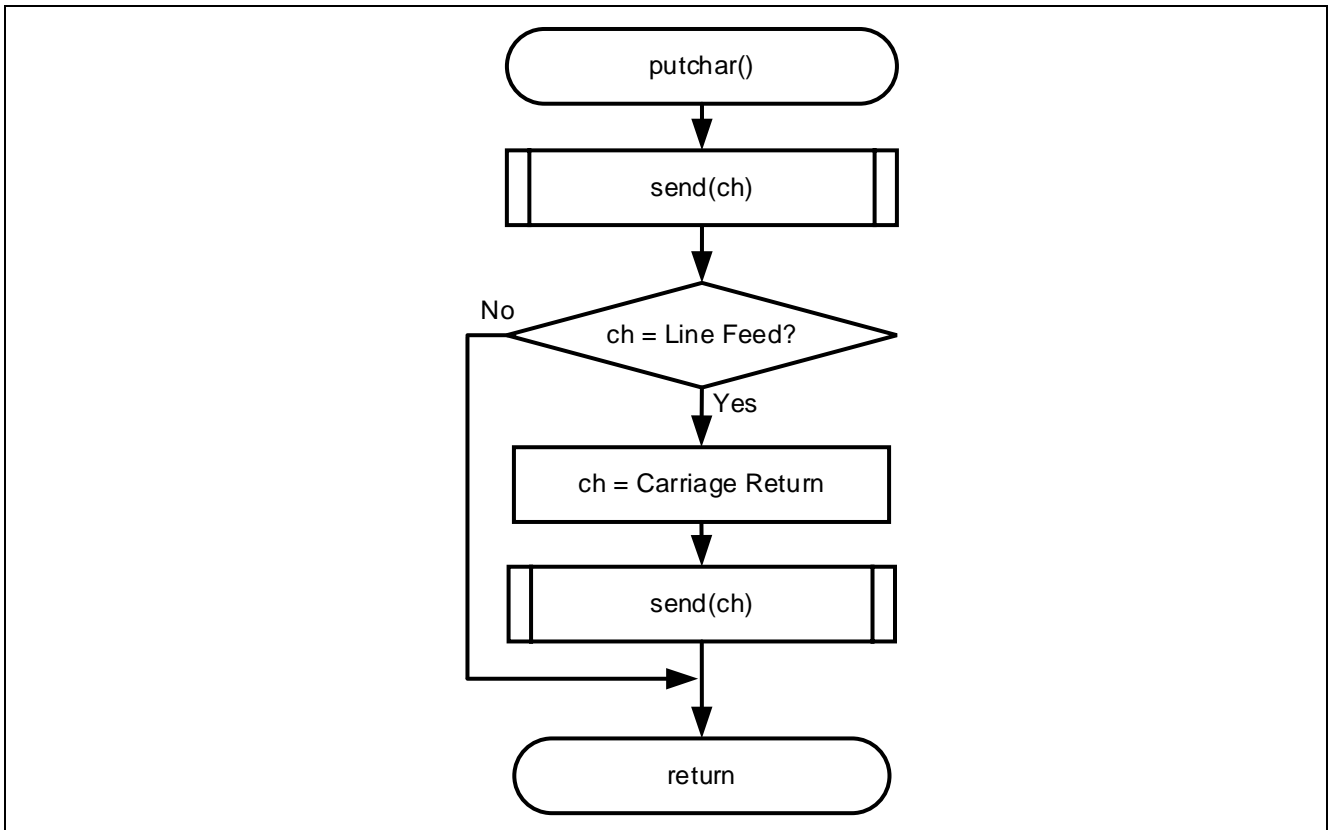 putchar()
send(ch)
ch = Line Feed?
No
Yes
ch = Carriage Return
send(ch)
return